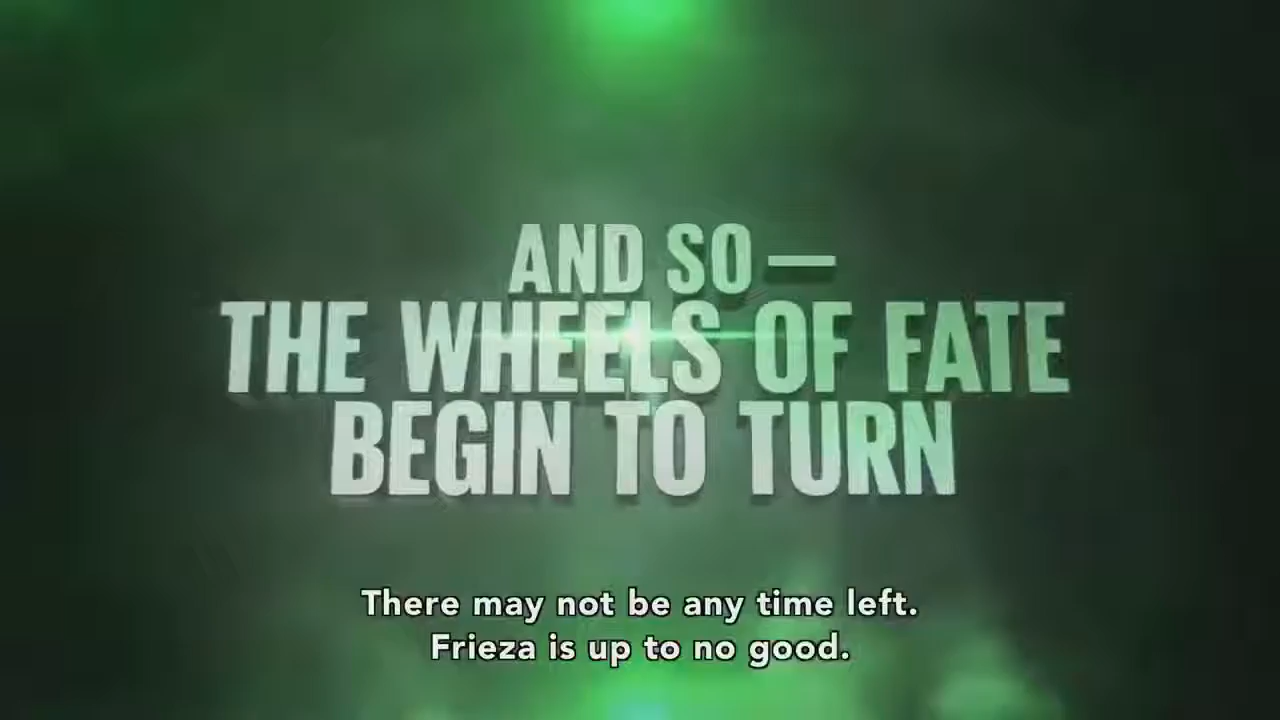 AND SO —
THE WHEELS OF FATE
BEGIN TO TURN
There may not be any time left.
Frieza is up to no good.